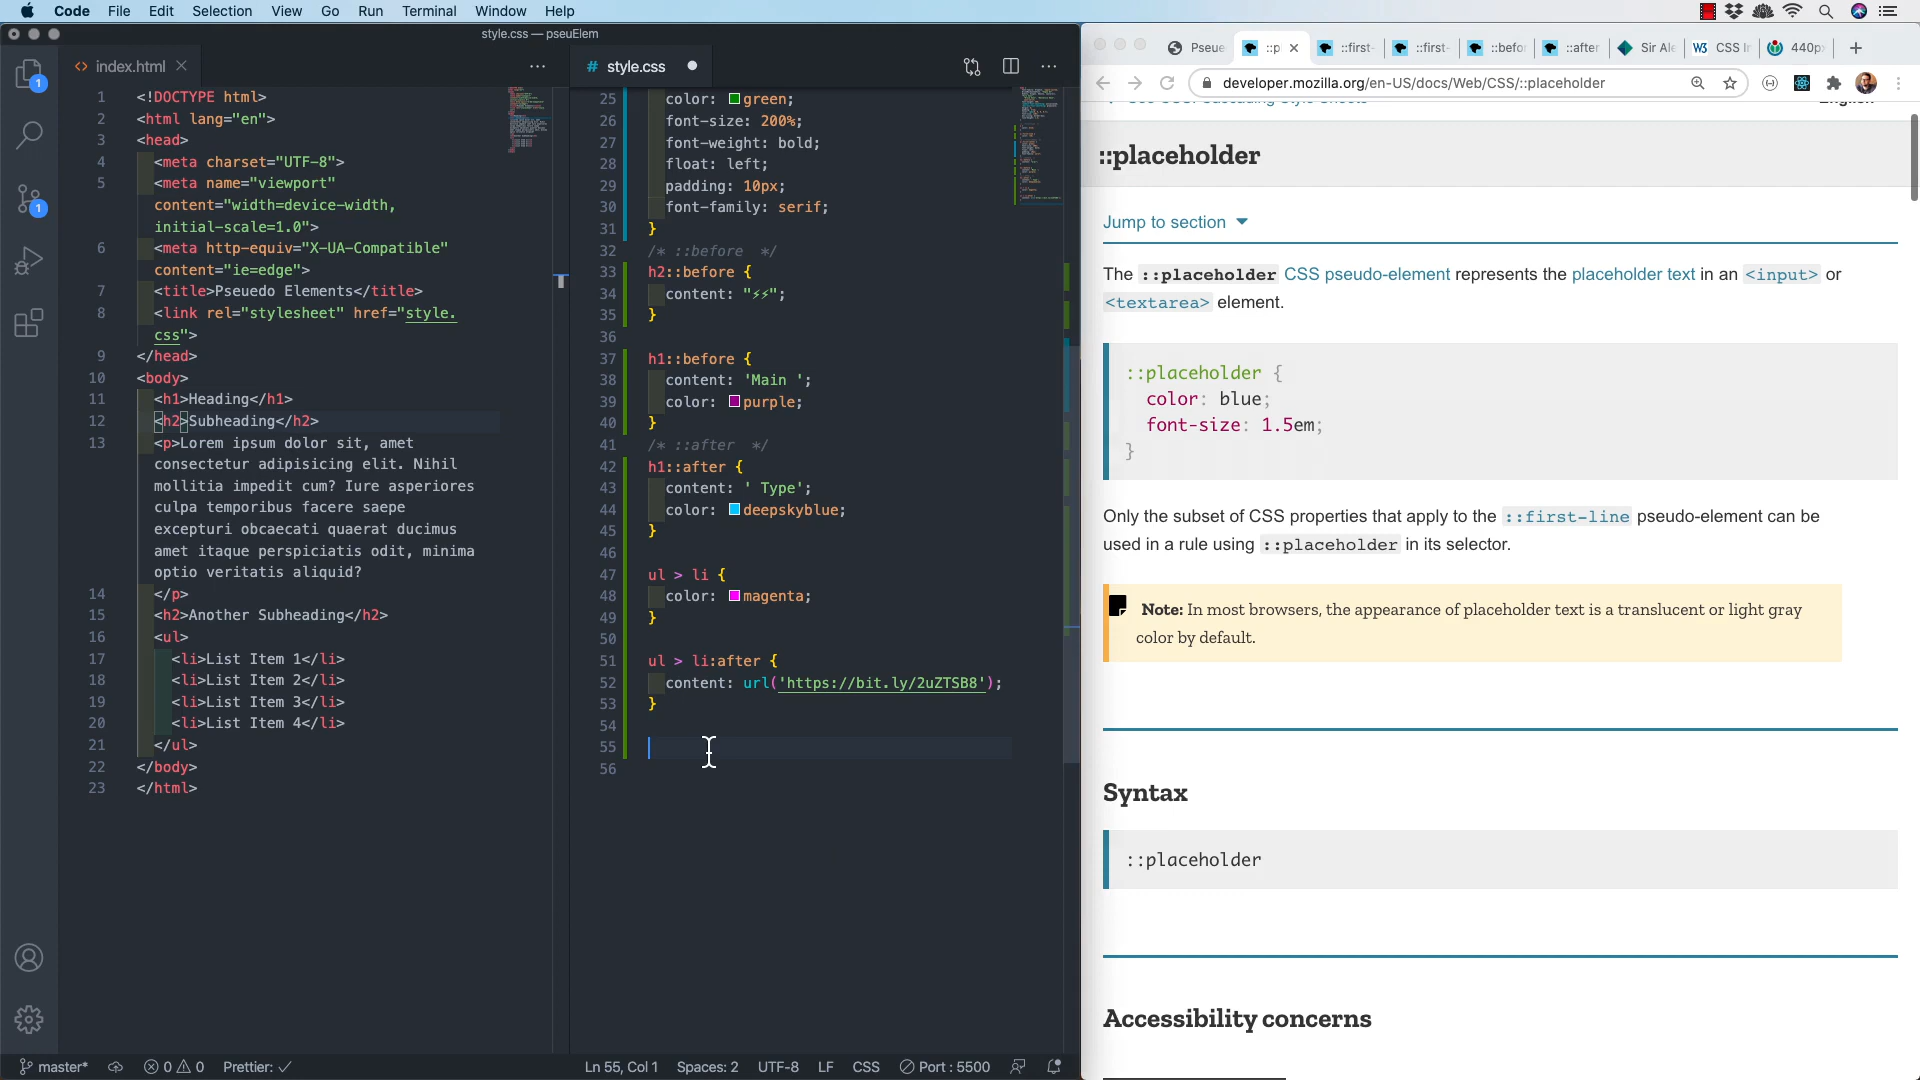 Code File Edit Selection View Go Run Terminal Window Help
style.css — pseuElem
index.html
1 <!DOCTYPE html>
2 <html lang="en">
3 <head>
4 <meta charset="UTF-8">
5 <meta name="viewport"
content="width=device-width,
initial-scale=1.0">
6 <meta http-equiv="X-UA-Compatible"
content="ie=edge">
7 <title>Pseuedo Elements</title>
8 <link rel="stylesheet" href="style.
css">
9 </head>
10 <body>
11 <h1>Heading</h1>
12 <h2>Subheading</h2>
13 <p>Lorem ipsum dolor sit, amet
consectetur adipisicing elit. Nihil
mollitia impedit cum? Iure asperiores
culpa temporibus facere saepe
excepturi obcaecati quaerat ducimus
amet itaque perspiciatis odit, minima
optio veritatis aliquid?
14 </p>
15 <h2>Another Subheading</h2>
16 <ul>
17 <li>List Item 1</li>
18 <li>List Item 2</li>
19 <li>List Item 3</li>
20 <li>List Item 4</li>
21 </ul>
22 </body>
23 </html>
# style.css
25 color: green;
26 font-size: 200%;
27 font-weight: bold;
28 float: left;
29 padding: 10px;
30 font-family: serif;
31 }
32 /* ::before */
33 h2::before {
34 content: "⚡⚡";
35 }
36
37 h1::before {
38 content: 'Main ';
39 color: purple;
40 }
41 /* ::after */
42 h1::after {
43 content: ' Type';
44 color: deepskyblue;
45 }
46
47 ul > li {
48 color: magenta;
49 }
50
51 ul > li:after {
52 content: url('https://bit.ly/2uZTSB8');
53 }
54
55
56
1
1
master* 0 0 Prettier: ✓ Ln 55, Col 1 Spaces: 2 UTF-8 LF CSS Port : 5500
Pseue ::p ::first- ::first- ::befo ::after Sir Ale W3 CSS I 440p
developer.mozilla.org/en-US/docs/Web/CSS/::placeholder
::placeholder
Jump to section
The ::placeholder CSS pseudo-element represents the placeholder text in an <input> or
<textarea> element.
::placeholder {
color: blue;
font-size: 1.5em;
}
Only the subset of CSS properties that apply to the ::first-line pseudo-element can be
used in a rule using ::placeholder in its selector.
Note: In most browsers, the appearance of placeholder text is a translucent or light gray
color by default.
Syntax
::placeholder
Accessibility concerns